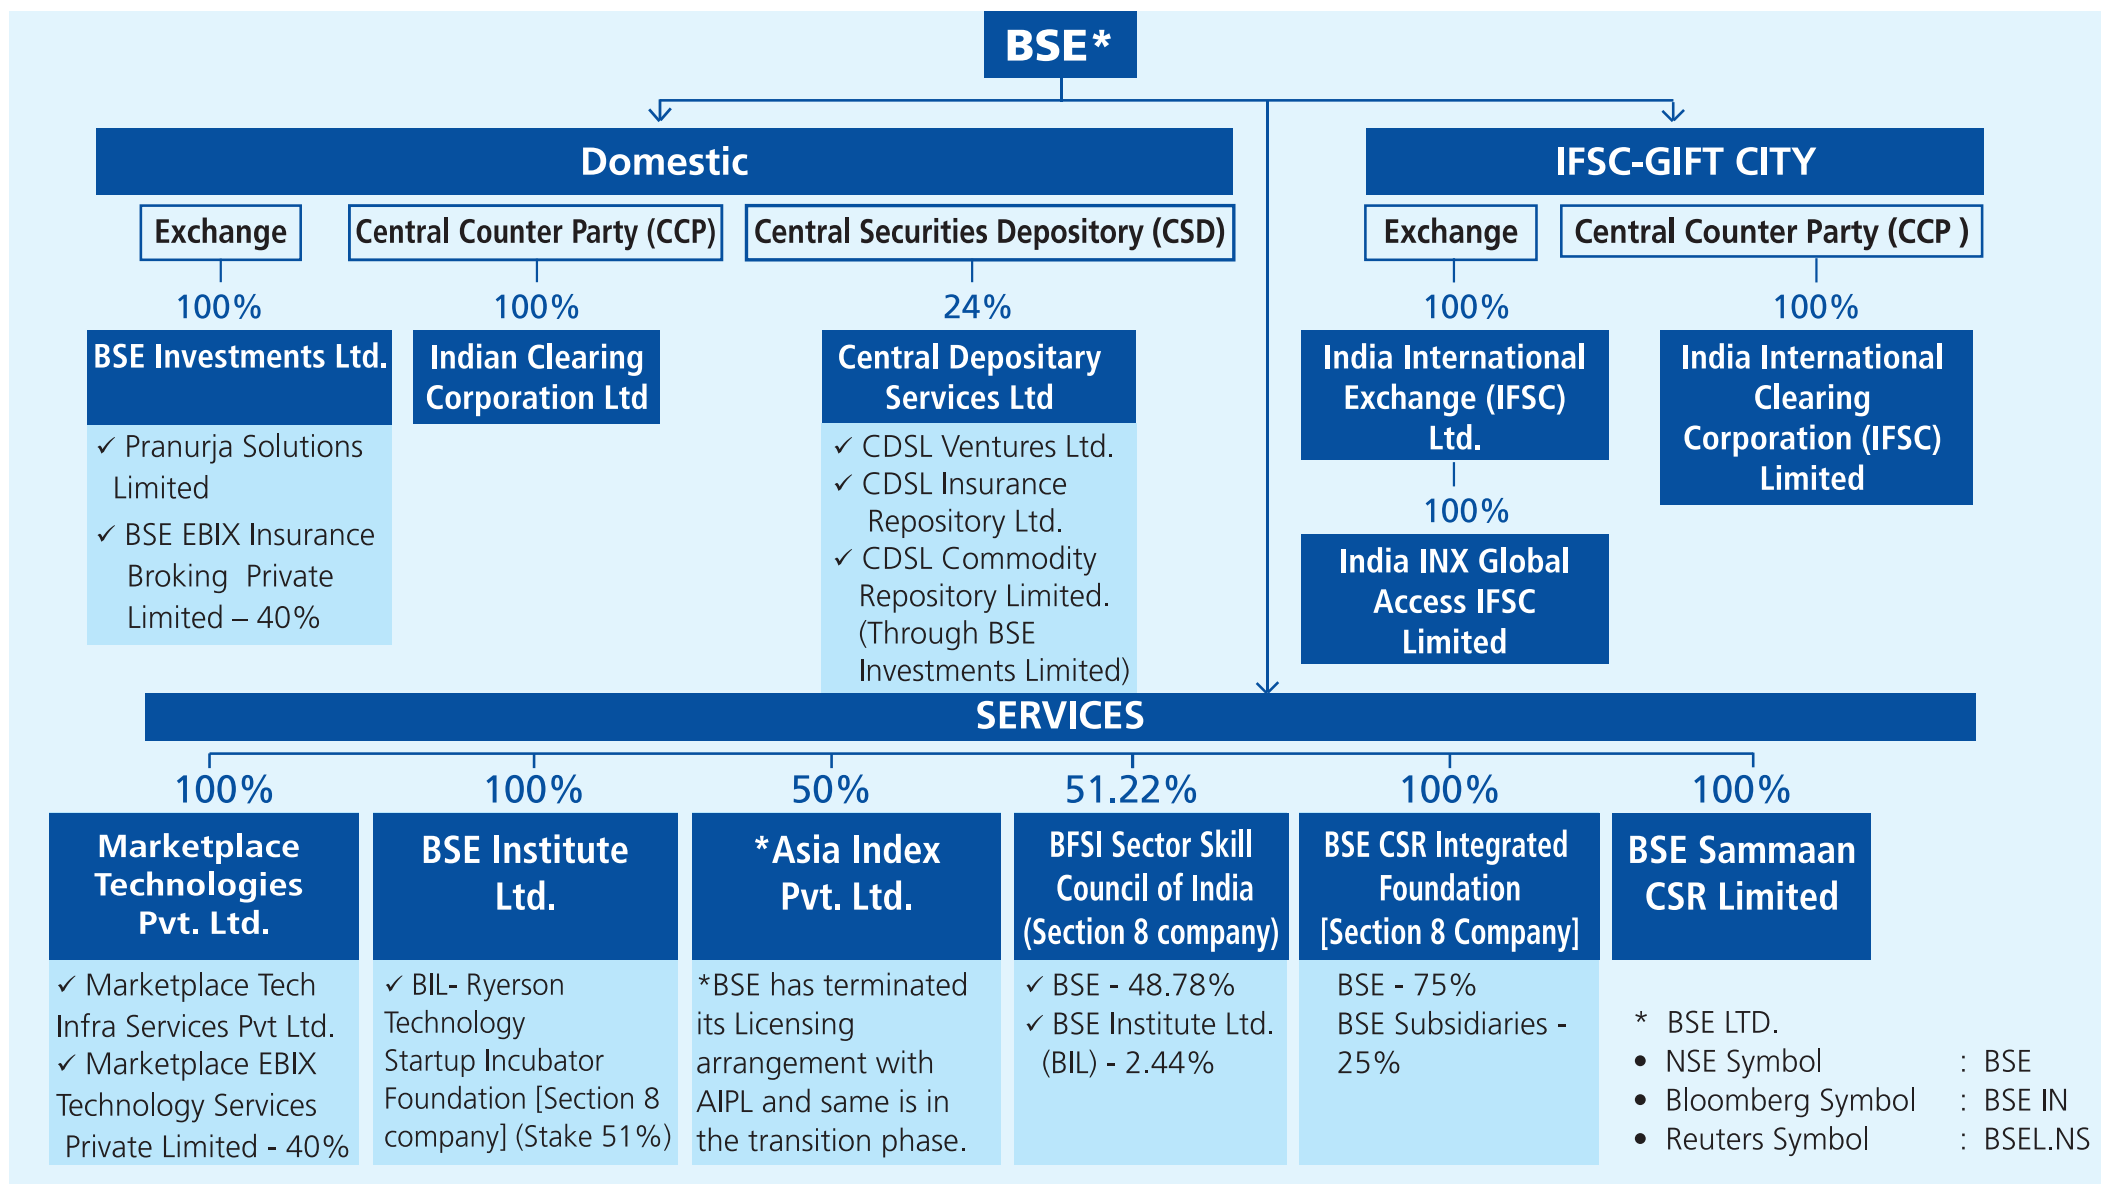 BSE*
Domestic
Exchange
100%
BSE Investments Ltd.
✓ Pranurja Solutions
Limited
✓ BSE EBIX Insurance
Broking Private
Limited – 40%
Central Counter Party (CCP)
100%
Indian Clearing
Corporation Ltd
Central Securities Depository (CSD)
24%
Central Depositary
Services Ltd
✓ CDSL Ventures Ltd.
✓ CDSL Insurance
Repository Ltd.
✓ CDSL Commodity
Repository Limited.
(Through BSE
Investments Limited)
IFSC-GIFT CITY
Exchange
100%
India International
Exchange (IFSC)
Ltd.
100%
India INX Global
Access IFSC
Limited
Central Counter Party (CCP )
100%
India International
Clearing
Corporation (IFSC)
Limited
SERVICES
100%
Marketplace
Technologies
Pvt. Ltd.
✓ Marketplace Tech
Infra Services Pvt Ltd.
✓ Marketplace EBIX
Technology Services
Private Limited - 40%
100%
BSE Institute
Ltd.
✓ BIL- Ryerson
Technology
Startup Incubator
Foundation [Section 8
company] (Stake 51%)
50%
*Asia Index
Pvt. Ltd.
*BSE has terminated
its Licensing
arrangement with
AIPL and same is in
the transition phase.
51.22%
BFSI Sector Skill
Council of India
(Section 8 company)
✓ BSE - 48.78%
✓ BSE Institute Ltd.
(BIL) - 2.44%
100%
BSE CSR Integrated
Foundation
[Section 8 Company]
BSE - 75%
BSE Subsidiaries -
25%
100%
BSE Sammaan
CSR Limited
* BSE LTD.
• NSE Symbol : BSE
• Bloomberg Symbol : BSE IN
• Reuters Symbol : BSEL.NS